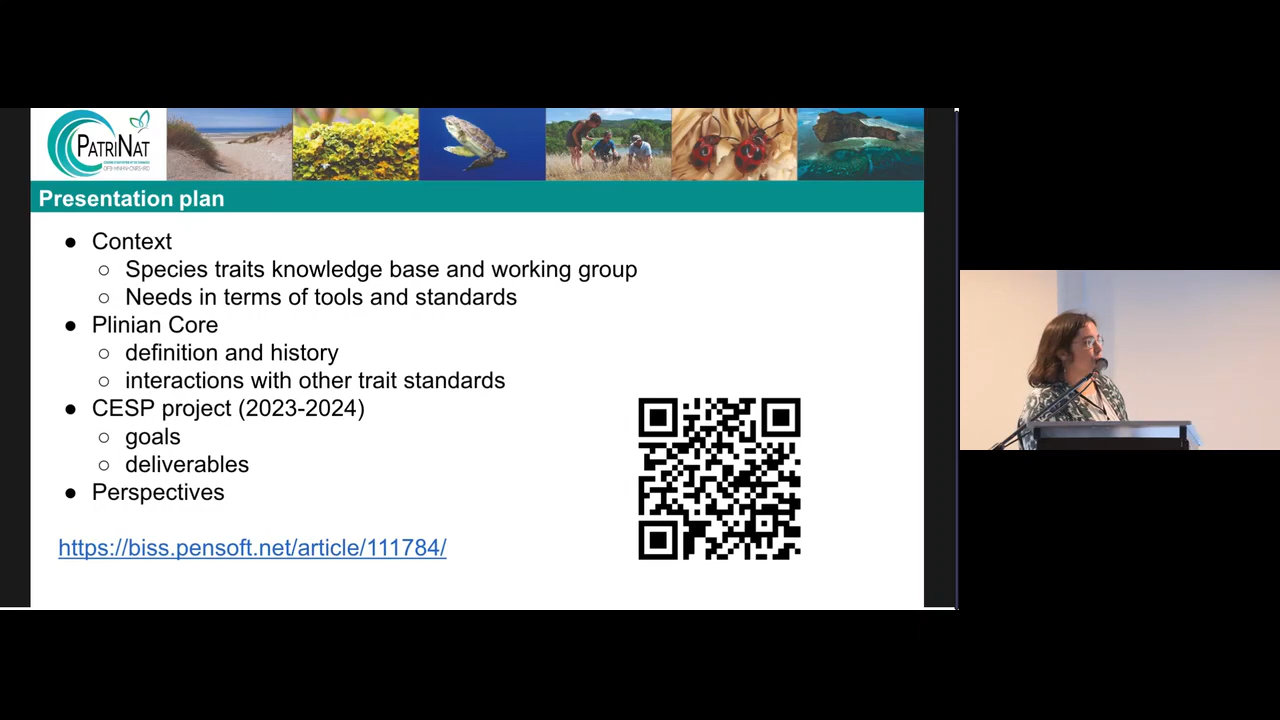 PATRINAT
Presentation plan
● Context
○ Species traits knowledge base and working group
○ Needs in terms of tools and standards
● Plinian Core
○ definition and history
○ interactions with other trait standards
● CESP project (2023-2024)
○ goals
○ deliverables
● Perspectives
https://biss.pensoft.net/article/111784/